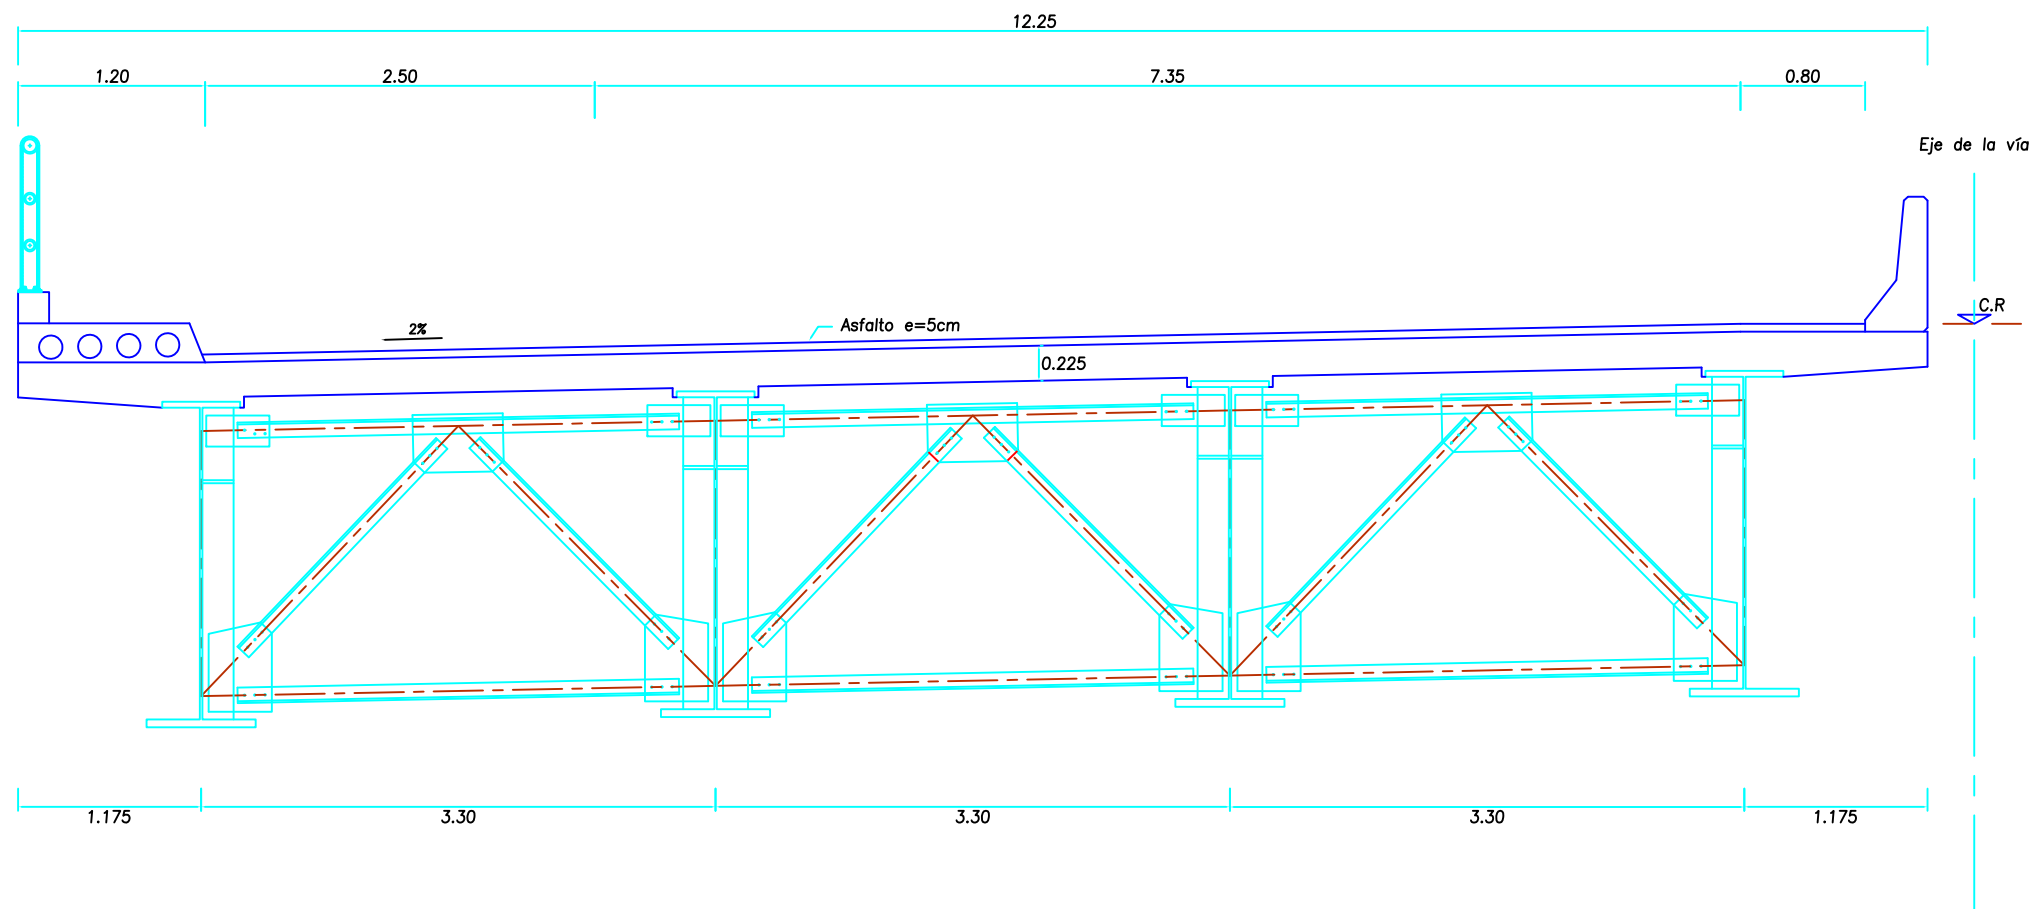 12.25
1.20 2.50 7.35 0.80
Eje de la vía
C.R
2%
Asfalto e=5cm
0.225
1.175 3.30 3.30 3.30 1.175